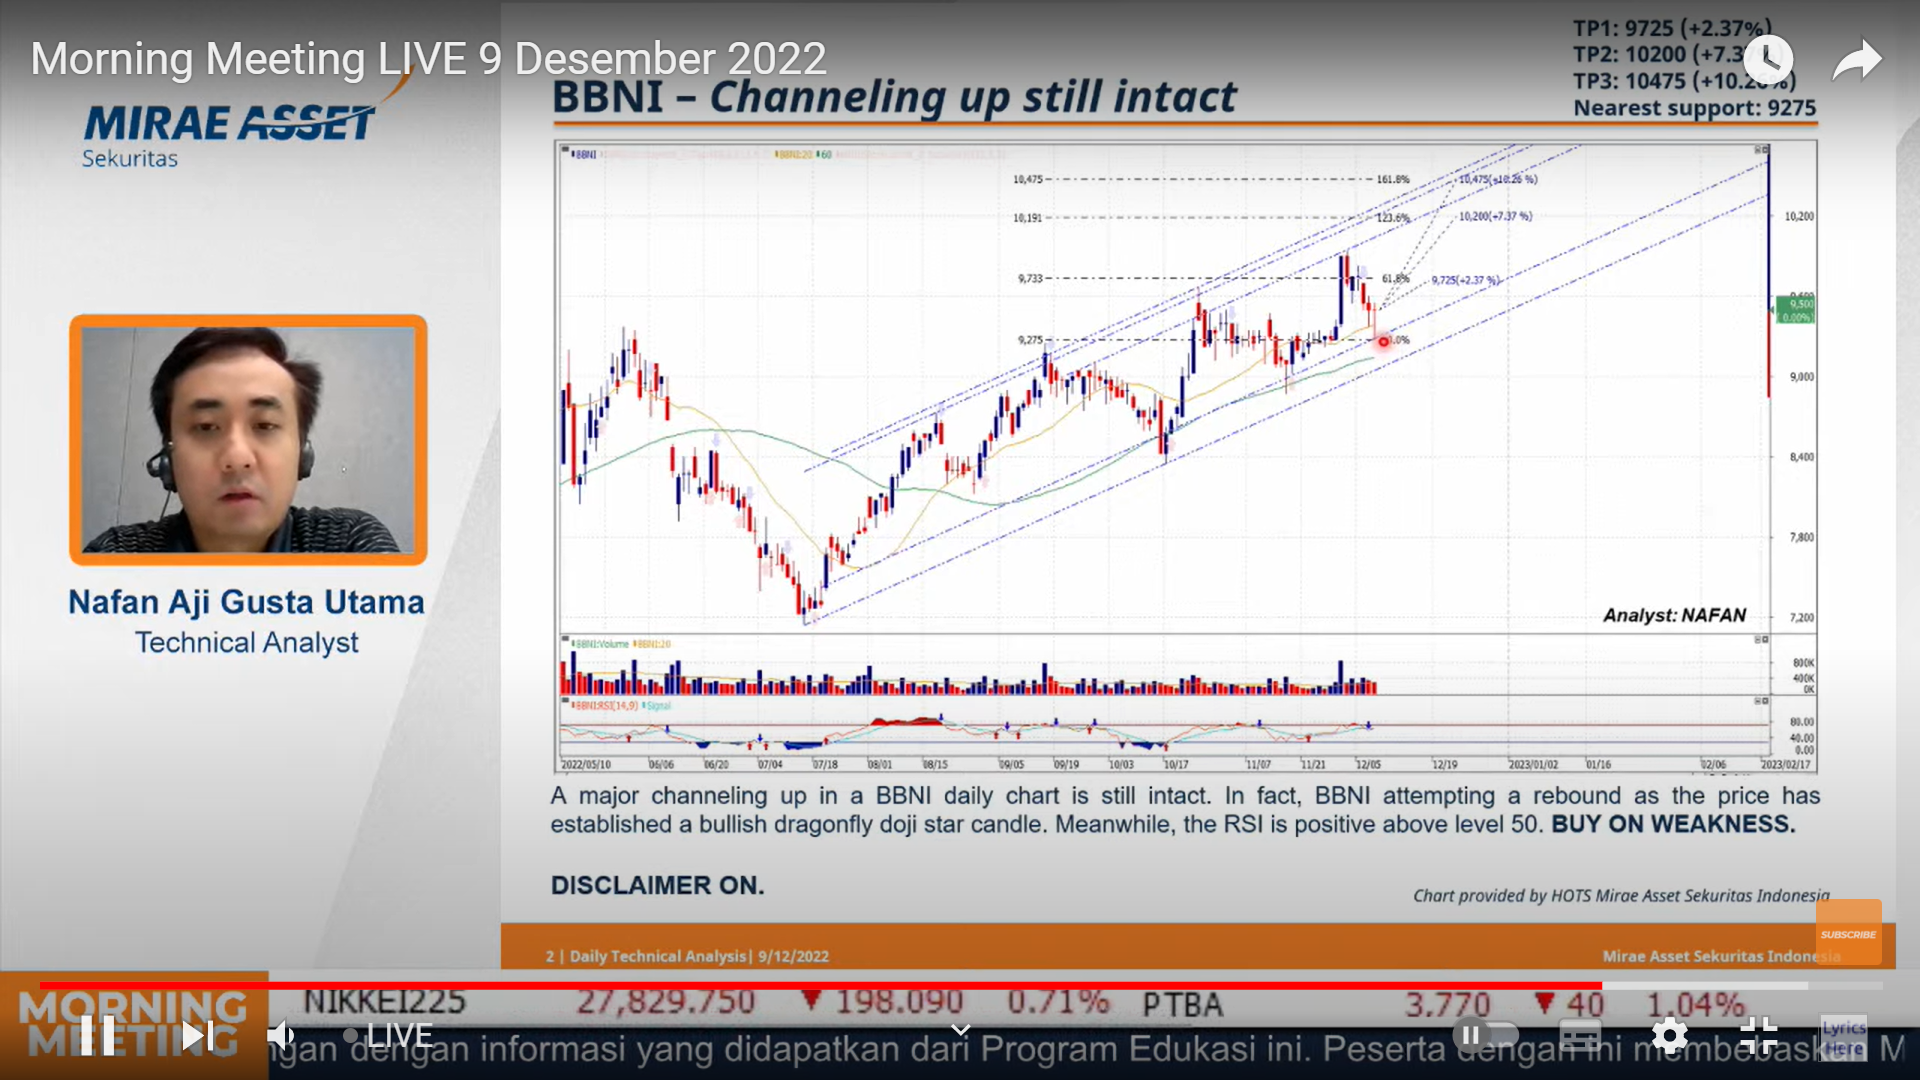 Morning Meeting LIVE 9 Desember 2022
MIRAE ASSET
Sekuritas
TP1: 9725 (+2.37%)
TP2: 10200 (+7.37%)
TP3: 10475 (+10.26%)
Nearest support: 9275
BBNI – Channeling up still intact
BBNI BBNI:20 60
10,475 161.8% 10,475(+10.26 %)
10,191 123.6% 10,200(+7.37 %)
10,200
9,733 61.8% 9,725(+2.37 %)
9,500
0.00%
9,275
9,000
8,400
7,800
7,200
Analyst: NAFAN
BBNI:Volume BBNI:20
800K
400K
0K
BBNI:RSI(14,9) Signal
80.00
40.00
0.00
2022/05/10 06/06 06/20 07/04 07/18 08/01 08/15 09/05 09/19 10/03 10/17 11/07 11/21 12/05 12/19 2023/01/02 01/16 02/06 2023/02/17
Nafan Aji Gusta Utama
Technical Analyst
A major channeling up in a BBNI daily chart is still intact. In fact, BBNI attempting a rebound as the price has
established a bullish dragonfly doji star candle. Meanwhile, the RSI is positive above level 50. BUY ON WEAKNESS.
DISCLAIMER ON.
Chart provided by HOTS Mirae Asset Sekuritas Indonesia
SUBSCRIBE
2 | Daily Technical Analysis| 9/12/2022
Mirae Asset Sekuritas Indonesia
MORNING
MEETING
NIKKEI225 27,829.750 ▼ 198.090 0.71% PTBA 3,770 ▼ 40 1.04%
LIVE
ngan dengan informasi yang didapatkan dari Program Edukasi ini. Peserta dengan ini membebaskan M
Lyrics
Here